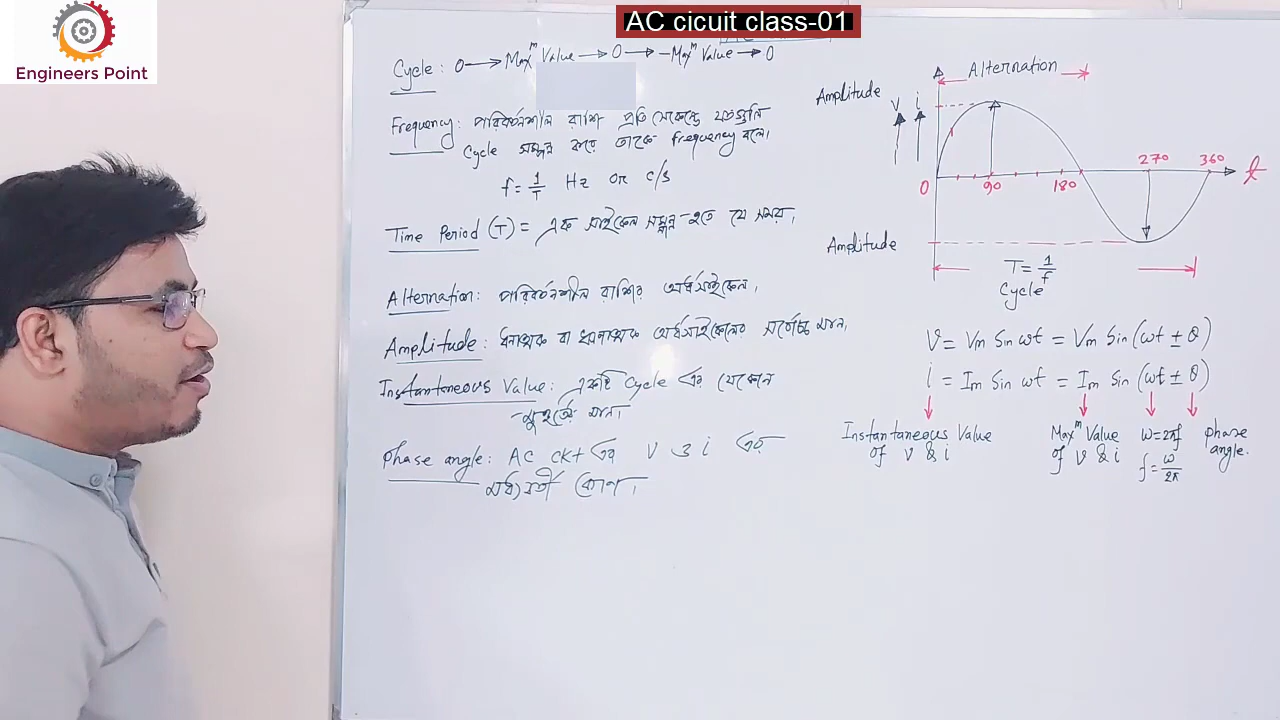 AC cicuit class-01
Engineers Point
Cycle: 0 → Maxᵐ Value → 0 → -Maxᵐ Value → 0
Frequency: পরিবর্তনশীল রাশি প্রতি সেকেন্ডে যতগুলি
Cycle সম্পন্ন করে তাকে frequency বলে।
f = 1/T Hz or c/s
Time Period (T) = এক সাইকেল সম্পন্ন হতে যে সময়।
Alternation: পরিবর্তনশীল রাশির অর্ধসাইকেল।
Amplitude: ধনাত্মক বা ঋণাত্মক অর্ধসাইকেলের সর্বোচ্চ মান।
Instantaneous Value: একটি Cycle এর যেকোন
মুহূর্তের মান।
Phase angle: AC CKt এর V ও i এর
মধ্যবর্তী কোণ।
Alternation
Amplitude
v i
0 90 180 270 360 t
Amplitude
T = 1/f
Cycle
v = Vm Sin ωt = Vm Sin (ωt ± θ)
i = Im Sin ωt = Im Sin (ωt ± θ)
Instantaneous Value
of v & i
Maxᵐ Value
of v & i
ω = 2πf
f = ω/2π
phase
angle.